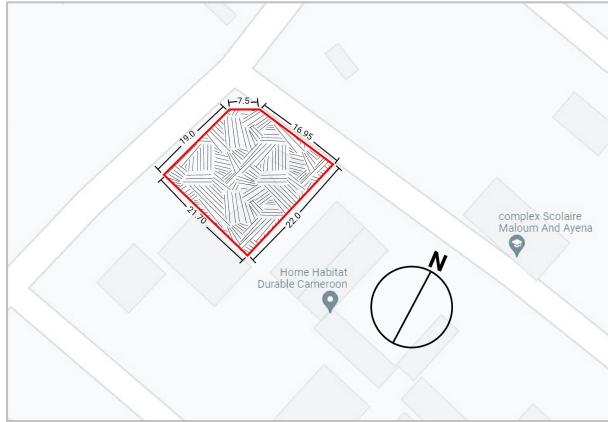 7.5
19.0
16.95
21.70
22.0
complex Scolaire
Maloum And Ayena
N
Home Habitat
Durable Cameroon